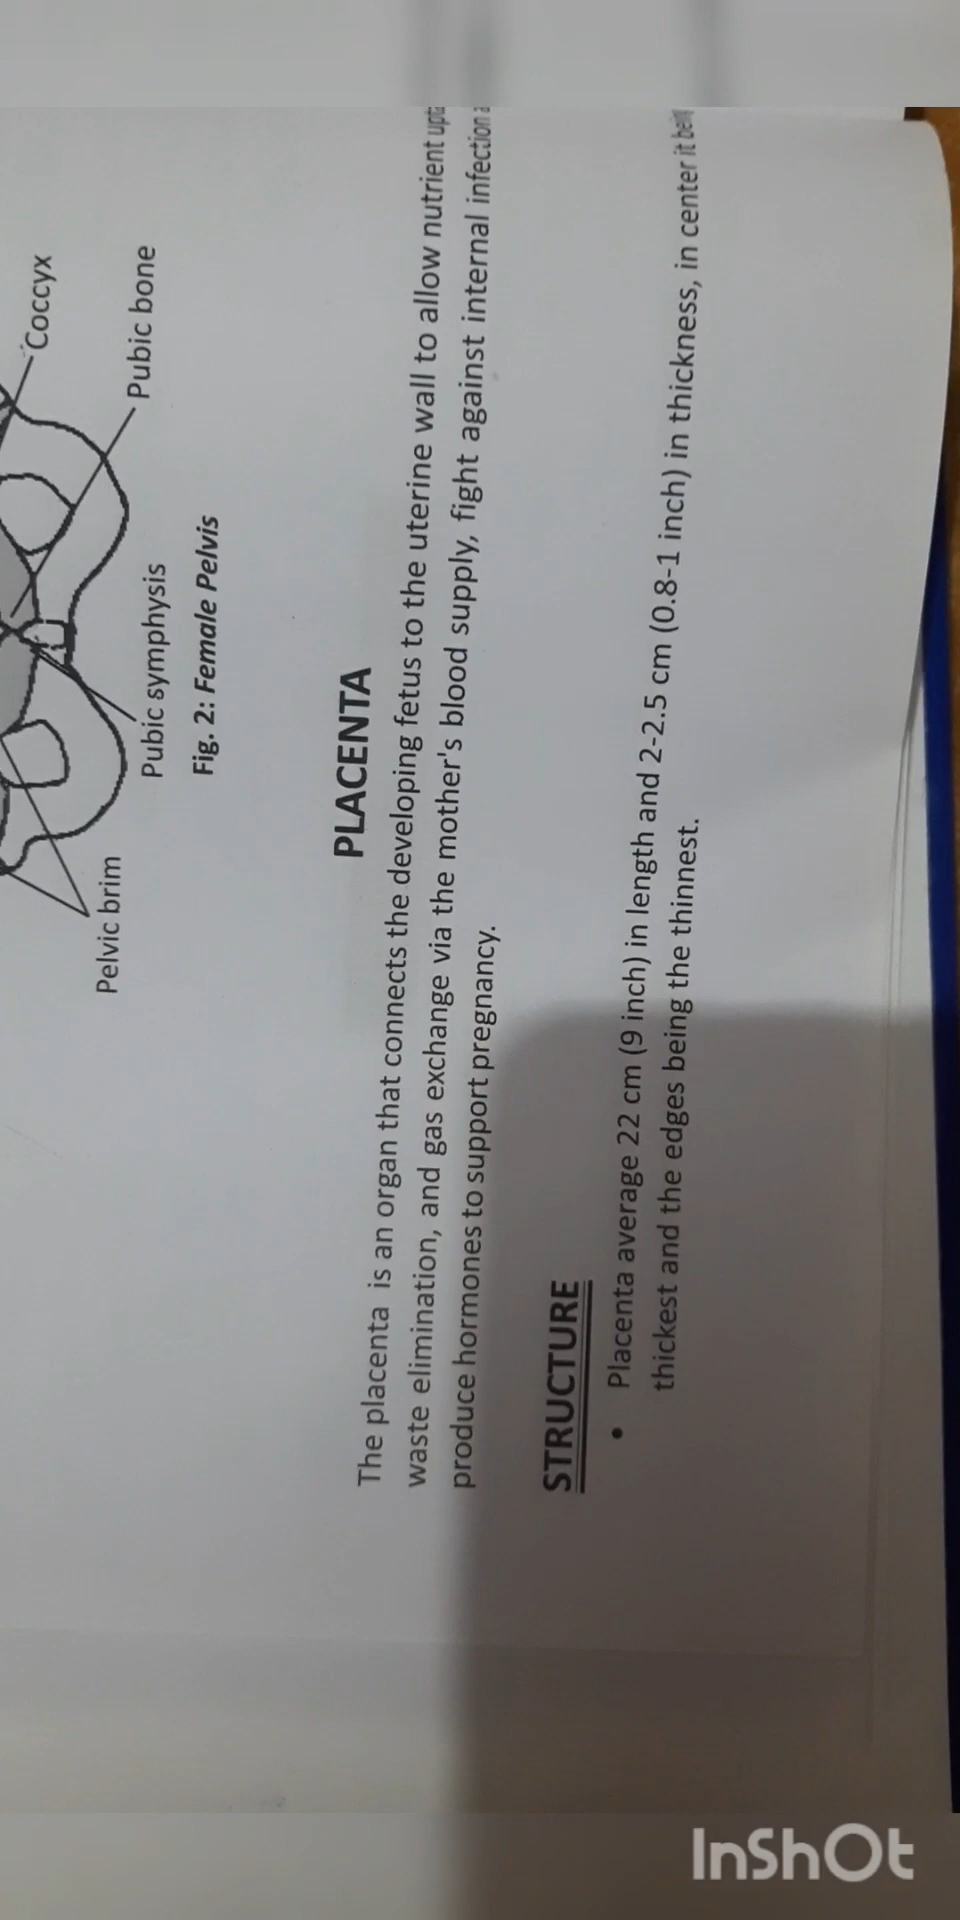 Coccyx
Pubic bone
Pubic symphysis
Pelvic brim
Fig. 2: Female Pelvis
PLACENTA
The placenta is an organ that connects the developing fetus to the uterine wall to allow nutrient
waste elimination, and gas exchange via the mother's blood supply, fight against internal infection
produce hormones to support pregnancy.
STRUCTURE
• Placenta average 22 cm (9 inch) in length and 2-2.5 cm (0.8-1 inch) in thickness, in center it
thickest and the edges being the thinnest.
InShOt